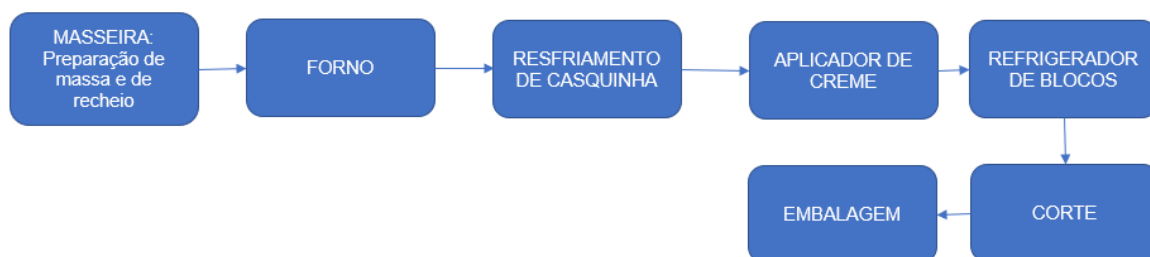 MASSEIRA:
Preparação de
massa e de
recheio
FORNO
RESFRIAMENTO
DE CASQUINHA
APLICADOR DE
CREME
REFRIGERADOR
DE BLOCOS
EMBALAGEM
CORTE